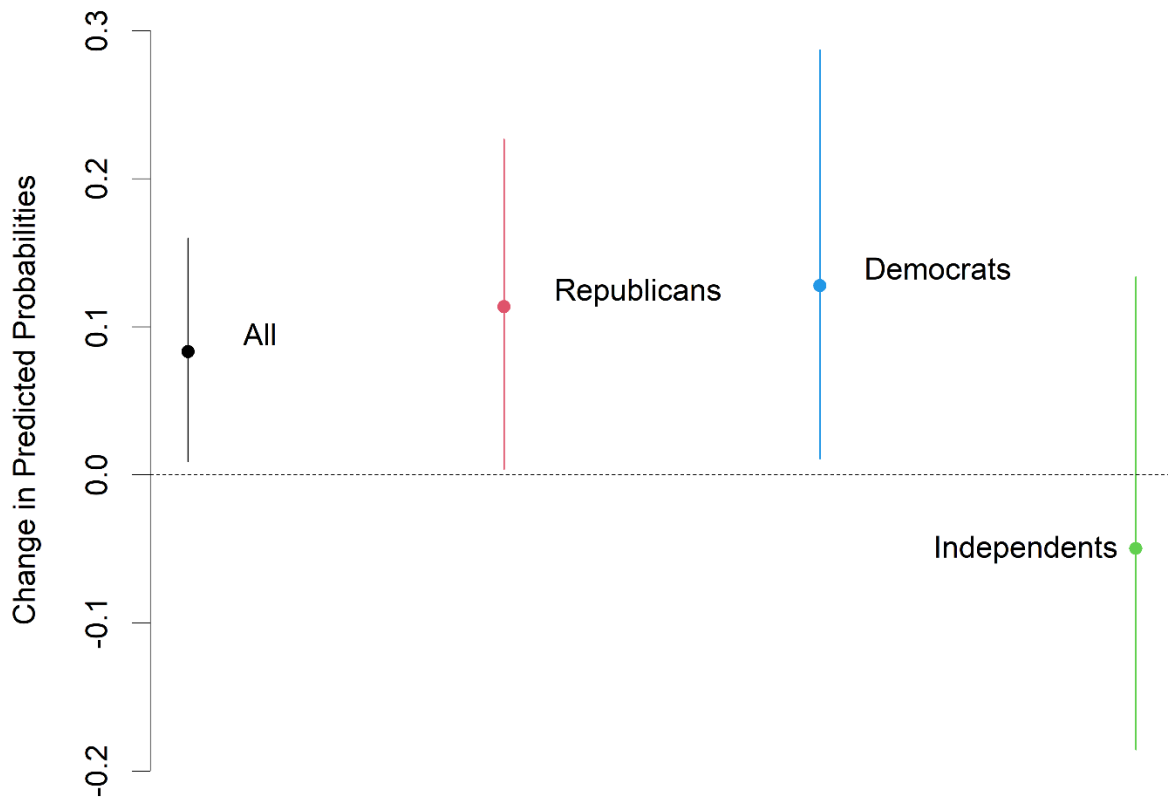 Change in Predicted Probabilities
0.3
0.2
0.1
0.0
-0.1
-0.2
All
Republicans
Democrats
Independents